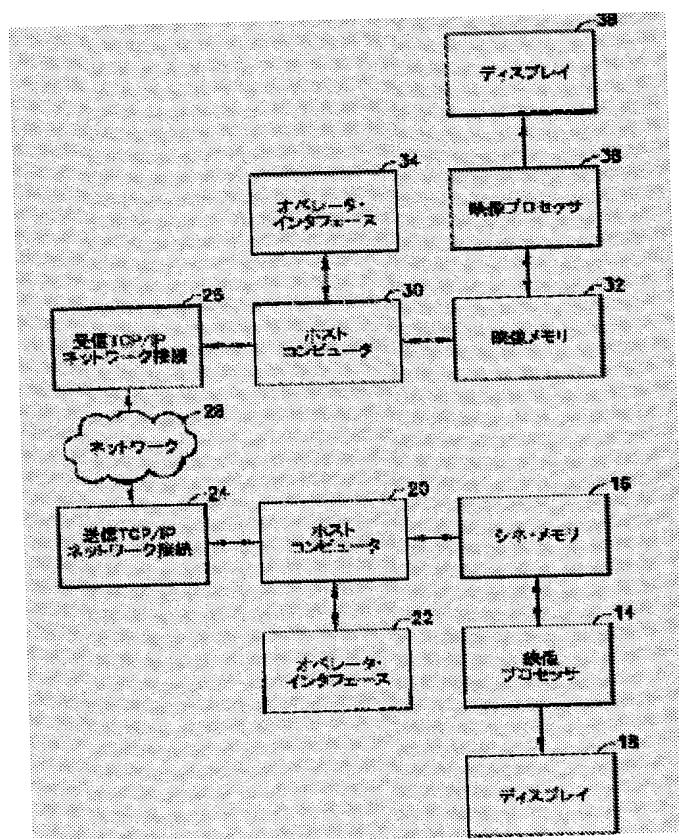 38
ディスプレイ
34
36
オペレータ・
インタフェース
映像プロセッサ
26
30
32
受信TCP/IP
ネットワーク接続
ホスト
コンピュータ
映像メモリ
28
ネットワーク
24
20
16
送信TCP/IP
ネットワーク接続
ホスト
コンピュータ
シネ・メモリ
22
14
オペレータ・
インタフェース
映像
プロセッサ
18
ディスプレイ